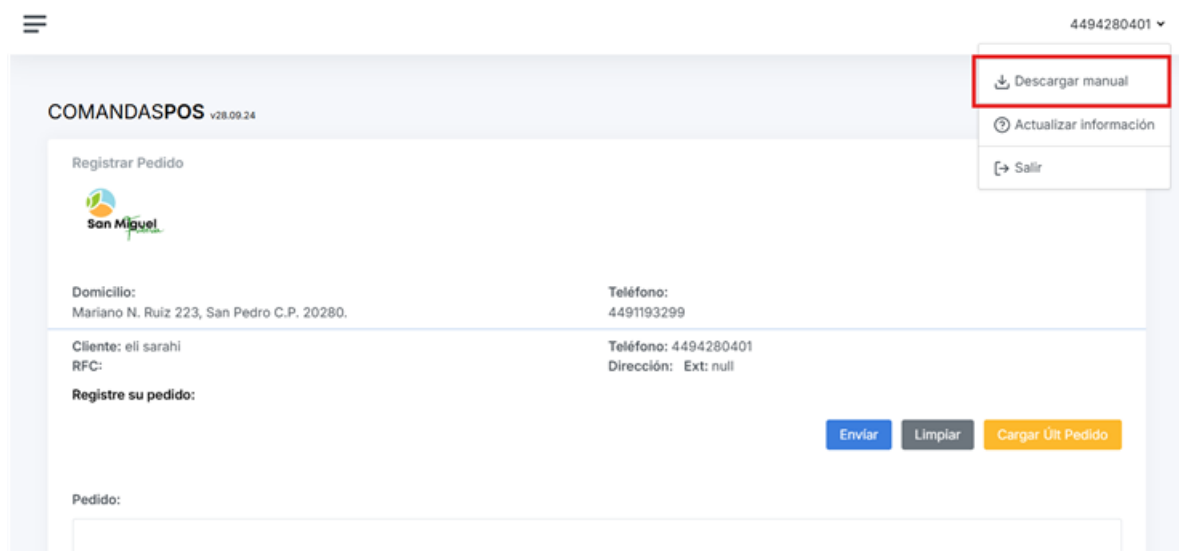 4494280401
Descargar manual
COMANDASPOS v28.09.24
Actualizar información
Registrar Pedido
Salir
San Miguel
Domicilio:
Teléfono:
Mariano N. Ruiz 223, San Pedro C.P. 20280.
4491193299
Cliente: eli sarahi
Teléfono: 4494280401
RFC:
Dirección: Ext: null
Registre su pedido:
Envíar
Limpiar
Cargar Últ Pedido
Pedido: